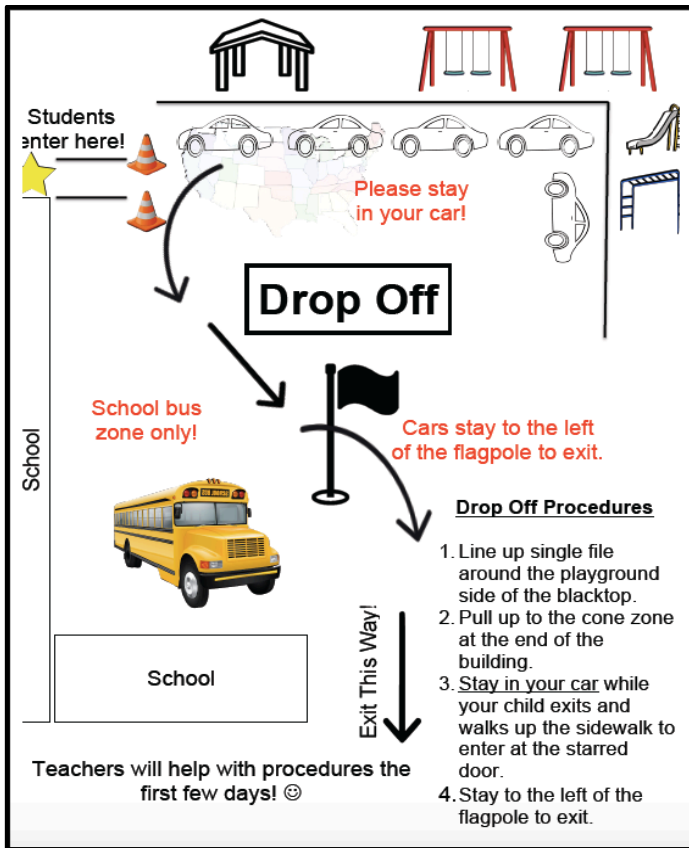 Students
enter here!
Please stay
in your car!
Drop Off
School bus
zone only!
Cars stay to the left
of the flagpole to exit.
School
Drop Off Procedures
1. Line up single file
around the playground
side of the blacktop.
2. Pull up to the cone zone
at the end of the
building.
3. Stay in your car while
your child exits and
walks up the sidewalk to
enter at the starred
door.
4. Stay to the left of the
flagpole to exit.
Exit This Way!
School
Teachers will help with procedures the
first few days! ☺